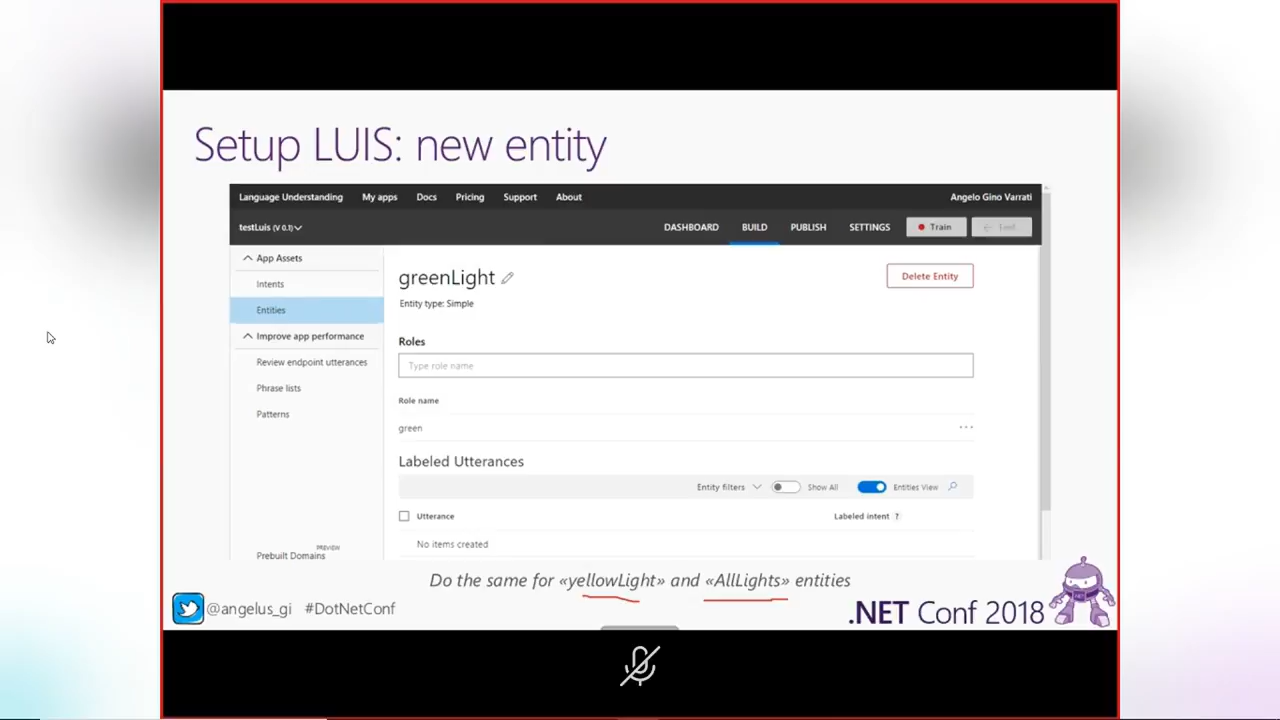 Setup LUIS: new entity
Language Understanding My apps Docs Pricing Support About Angelo Gino Varrati
testLuis (V 0.1) DASHBOARD BUILD PUBLISH SETTINGS Train Test
App Assets
Intents
Entities
Improve app performance
Review endpoint utterances
Phrase lists
Patterns
Prebuilt Domains PREVIEW
greenLight Delete Entity
Entity type: Simple
Roles
Type role name
Role name
green ...
Labeled Utterances
Entity filters Show All Entities View
Utterance Labeled intent ?
No items created
Do the same for «yellowLight» and «AllLights» entities
@angelus_gi #DotNetConf
.NET Conf 2018